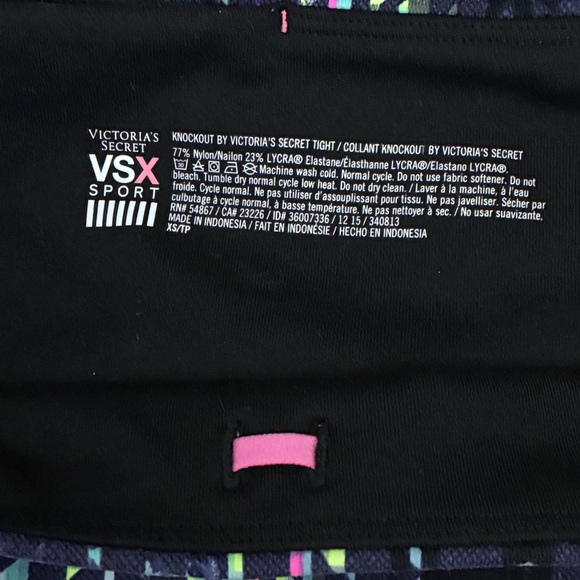 VICTORIA'S
SECRET
VSX
SPORT
KNOCKOUT BY VICTORIA'S SECRET TIGHT / COLLANT KNOCKOUT BY VICTORIA'S SECRET
77% Nylon/Nailon 23% LYCRA® Elastane/Élasthanne LYCRA®/Elastano LYCRA®.
30 Machine wash cold. Normal cycle. Do not use fabric softener. Do not
bleach. Tumble dry normal cycle low heat. Do not dry clean. / Laver à la machine, à l'eau
froide. Cycle normal. Ne pas utiliser d'assouplissant pour tissu. Ne pas javelliser. Sécher par
culbutage à cycle normal, à basse température. Ne pas nettoyer à sec. / No usar suavizante.
RN# 54867 / CA# 23226 / ID# 36007336 / 12 15 / 340813
MADE IN INDONESIA / FAIT EN INDONÉSIE / HECHO EN INDONESIA
XS/TP